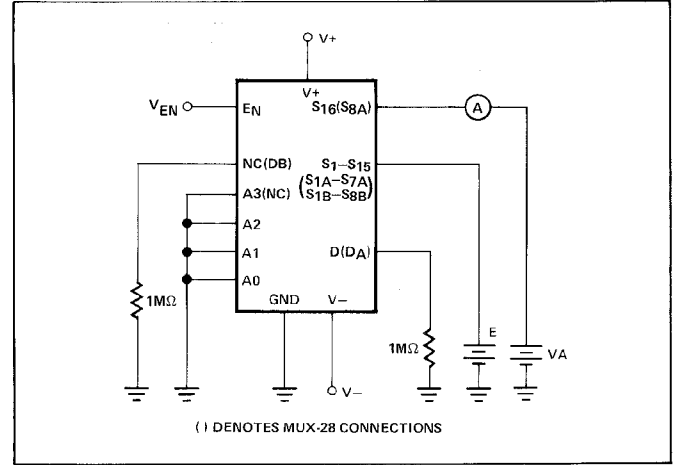 V+
V+
VEN
EN
S16(S8A)
A
NC(DB)
S1–S15
(S1A–S7A
S1B–S8B)
A3(NC)
A2
A1
D(DA)
A0
1MΩ
GND
V–
1MΩ
E
VA
V–
( ) DENOTES MUX-28 CONNECTIONS